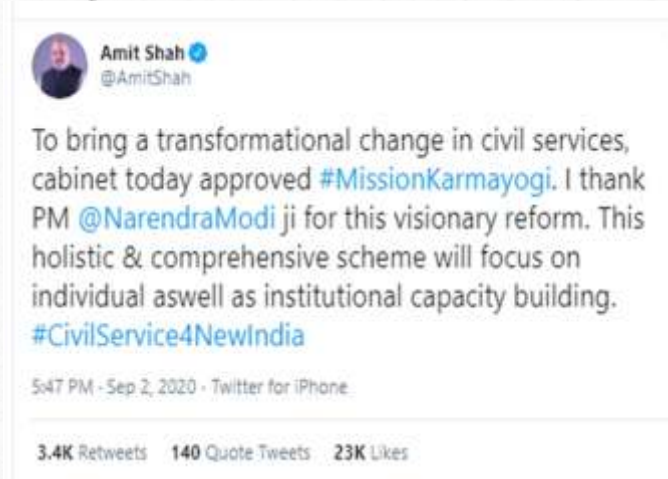 Amit Shah
@AmitShah
To bring a transformational change in civil services,
cabinet today approved #MissionKarmayogi. I thank
PM @NarendraModi ji for this visionary reform. This
holistic & comprehensive scheme will focus on
individual aswell as institutional capacity building.
#CivilService4NewIndia
5:47 PM - Sep 2, 2020 - Twitter for iPhone
3.4K Retweets 140 Quote Tweets 23K Likes